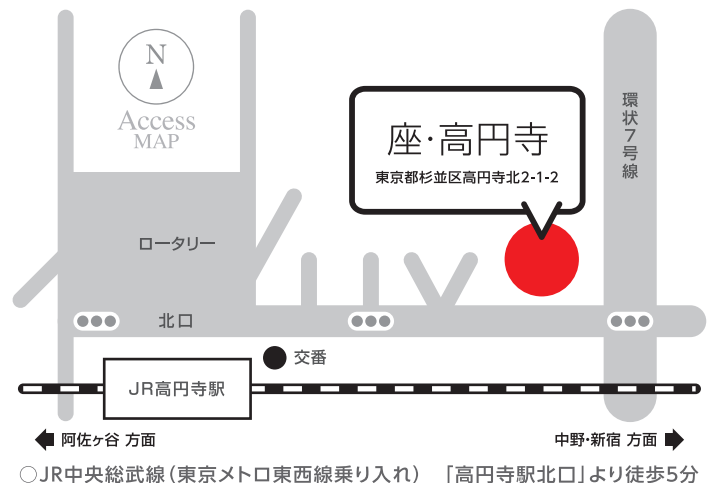 N
Access
MAP
環状7号線
座・高円寺
東京都杉並区高円寺北2-1-2
ロータリー
北口
交番
JR高円寺駅
阿佐ヶ谷 方面
中野・新宿 方面
○JR中央総武線（東京メトロ東西線乗り入れ） 「高円寺駅北口」より徒歩5分